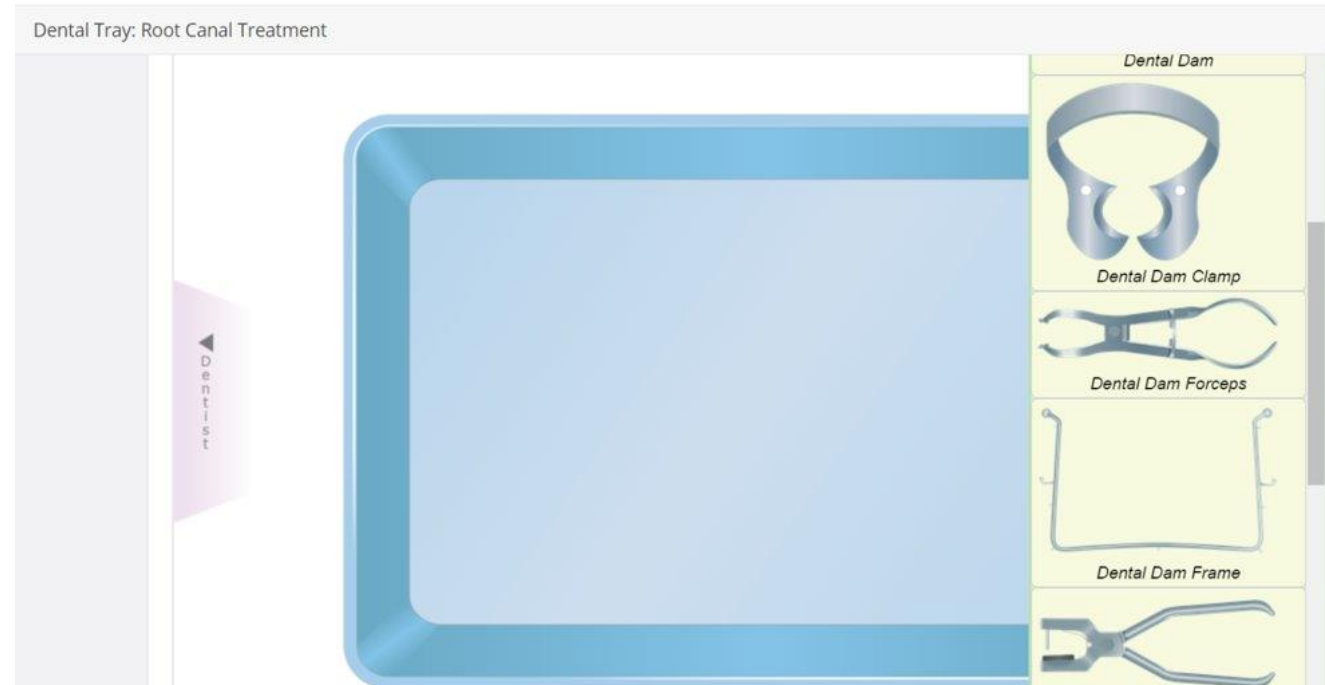 Dental Tray: Root Canal Treatment
Dental Dam
Dental Dam Clamp
Dentist
Dental Dam Forceps
Dental Dam Frame